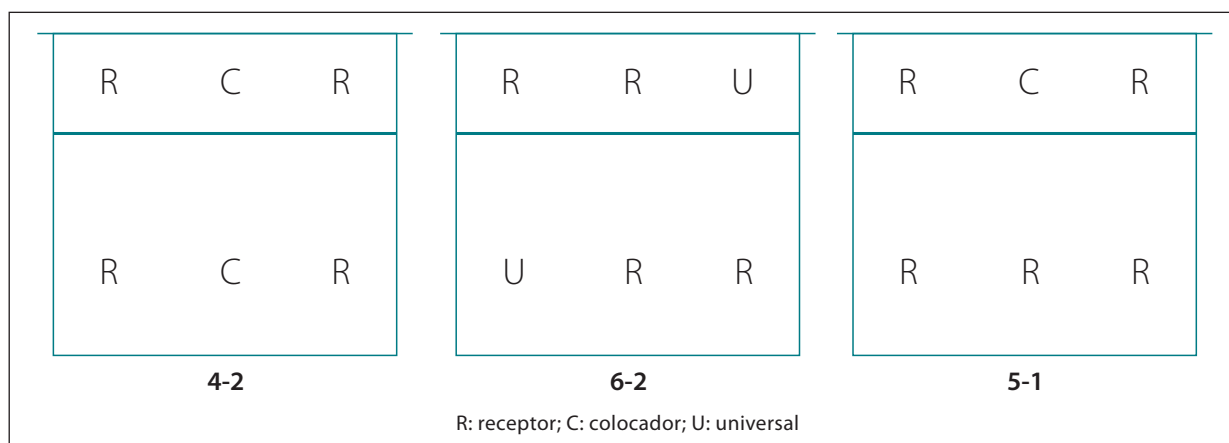 R C R R R U R C R
R C R U R R R R R
4-2 6-2 5-1
R: receptor; C: colocador; U: universal